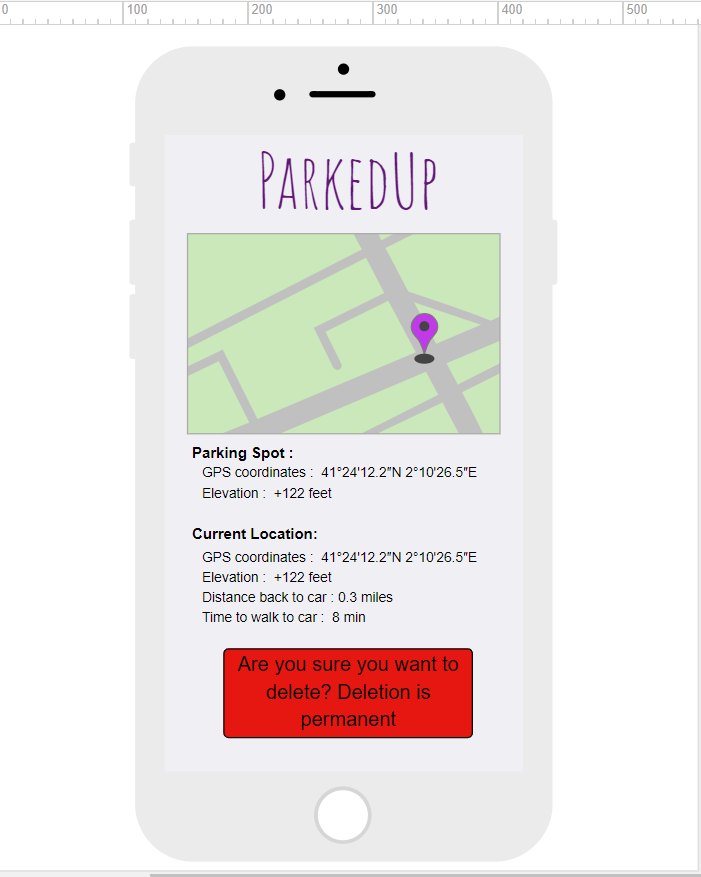 0 100 200 300 400 500
PARKEDUP
Parking Spot :
GPS coordinates : 41°24'12.2″N 2°10'26.5″E
Elevation : +122 feet
Current Location:
GPS coordinates : 41°24'12.2″N 2°10'26.5″E
Elevation : +122 feet
Distance back to car : 0.3 miles
Time to walk to car : 8 min
Are you sure you want to
delete? Deletion is
permanent